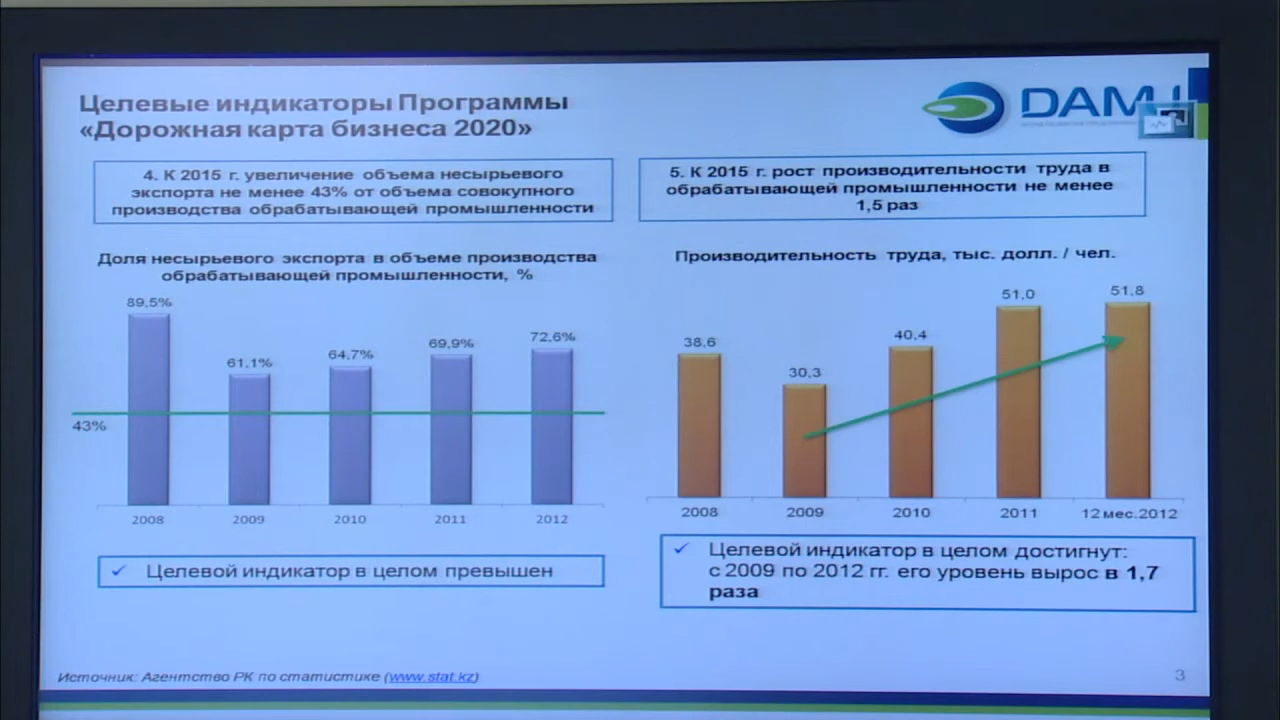 Целевые индикаторы Программы
«Дорожная карта бизнеса 2020»
DAMU
4. К 2015 г. увеличение объема несырьевого
экспорта не менее 43% от объема совокупного
производства обрабатывающей промышленности
5. К 2015 г. рост производительности труда в
обрабатывающей промышленности не менее
1,5 раз
Доля несырьевого экспорта в объеме производства
обрабатывающей промышленности, %
89,5%
61,1%
64,7%
69,9%
72,6%
43%
2008
2009
2010
2011
2012
Производительность труда, тыс. долл. / чел.
38,6
30,3
40,4
51,0
51,8
2008
2009
2010
2011
12 мес.2012
✓ Целевой индикатор в целом превышен
✓ Целевой индикатор в целом достигнут:
с 2009 по 2012 гг. его уровень вырос в 1,7
раза
Источник: Агентство РК по статистике (www.stat.kz)
3